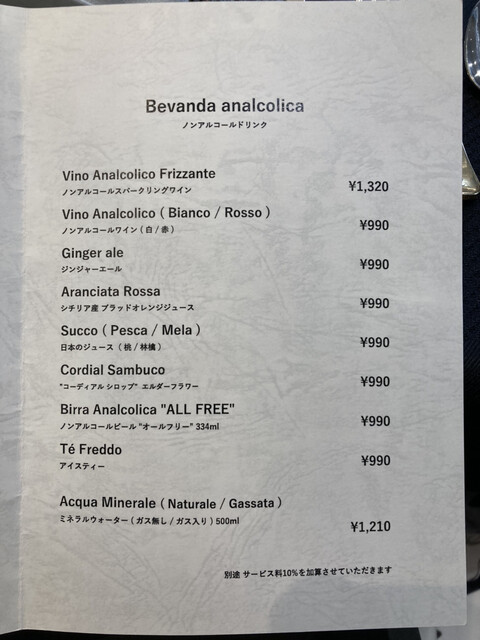 Bevanda analcolica
ノンアルコールドリンク
Vino Analcolico Frizzante
ノンアルコールスパークリングワイン
¥1,320
Vino Analcolico ( Bianco / Rosso )
ノンアルコールワイン ( 白 / 赤 )
¥990
Ginger ale
ジンジャーエール
¥990
Aranciata Rossa
シチリア産 ブラッドオレンジジュース
¥990
Succo ( Pesca / Mela )
日本のジュース ( 桃 / 林檎 )
¥990
Cordial Sambuco
"コーディアル シロップ" エルダーフラワー
¥990
Birra Analcolica "ALL FREE"
ノンアルコールビール "オールフリー" 334ml
¥990
Té Freddo
アイスティー
¥990
Acqua Minerale ( Naturale / Gassata )
ミネラルウォーター ( ガス無し / ガス入り ) 500ml
¥1,210
別途 サービス料10%を加算させていただきます